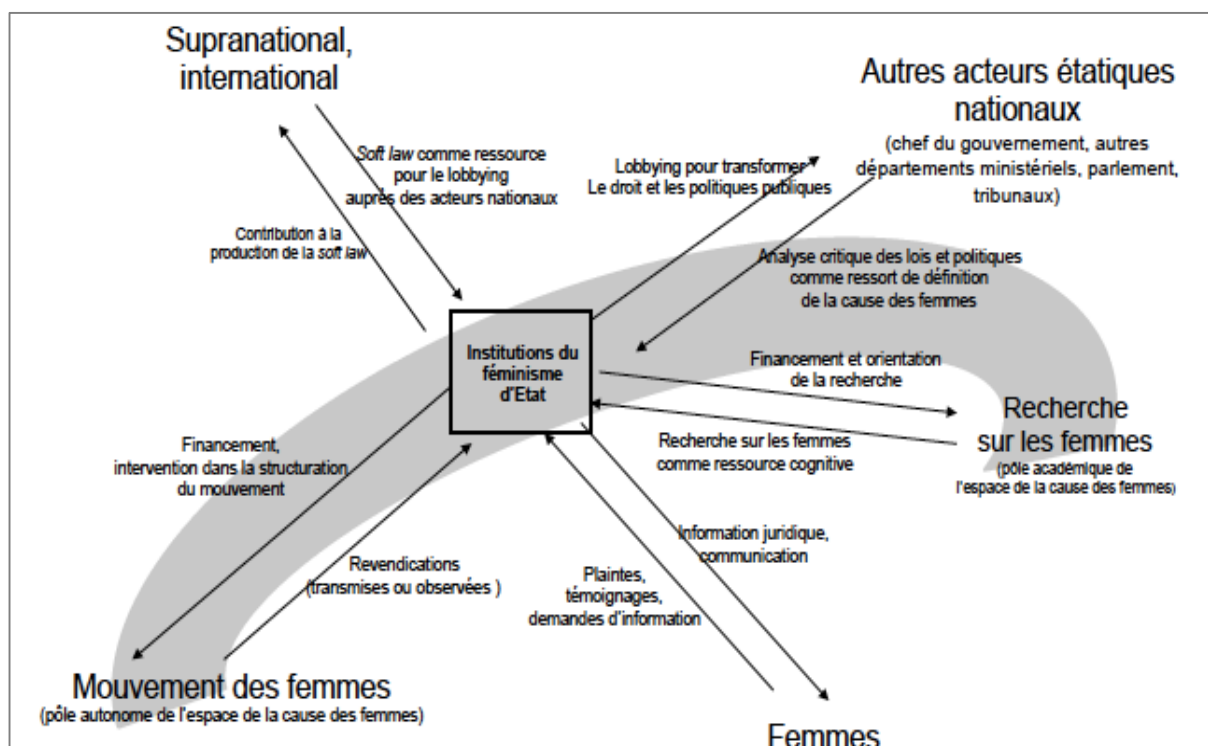 Supranational,
international
Autres acteurs étatiques
nationaux
(chef du gouvernement, autres
départements ministériels, parlement,
tribunaux)
Soft law comme ressource
pour le lobbying
auprès des acteurs nationaux
Lobbying pour transformer
Le droit et les politiques publiques
Contribution à la
production de la soft law
Analyse critique des lois et politiques
comme ressort de définition
de la cause des femmes
Institutions du
féminisme
d'Etat
Financement et orientation
de la recherche
Recherche
sur les femmes
(pôle académique de
l'espace de la cause des femmes)
Recherche sur les femmes
comme ressource cognitive
Financement,
intervention dans la structuration
du mouvement
Information juridique,
communication
Revendications
(transmises ou observées )
Plaintes,
témoignages,
demandes d'information
Mouvement des femmes
(pôle autonome de l'espace de la cause des femmes)
Femmes